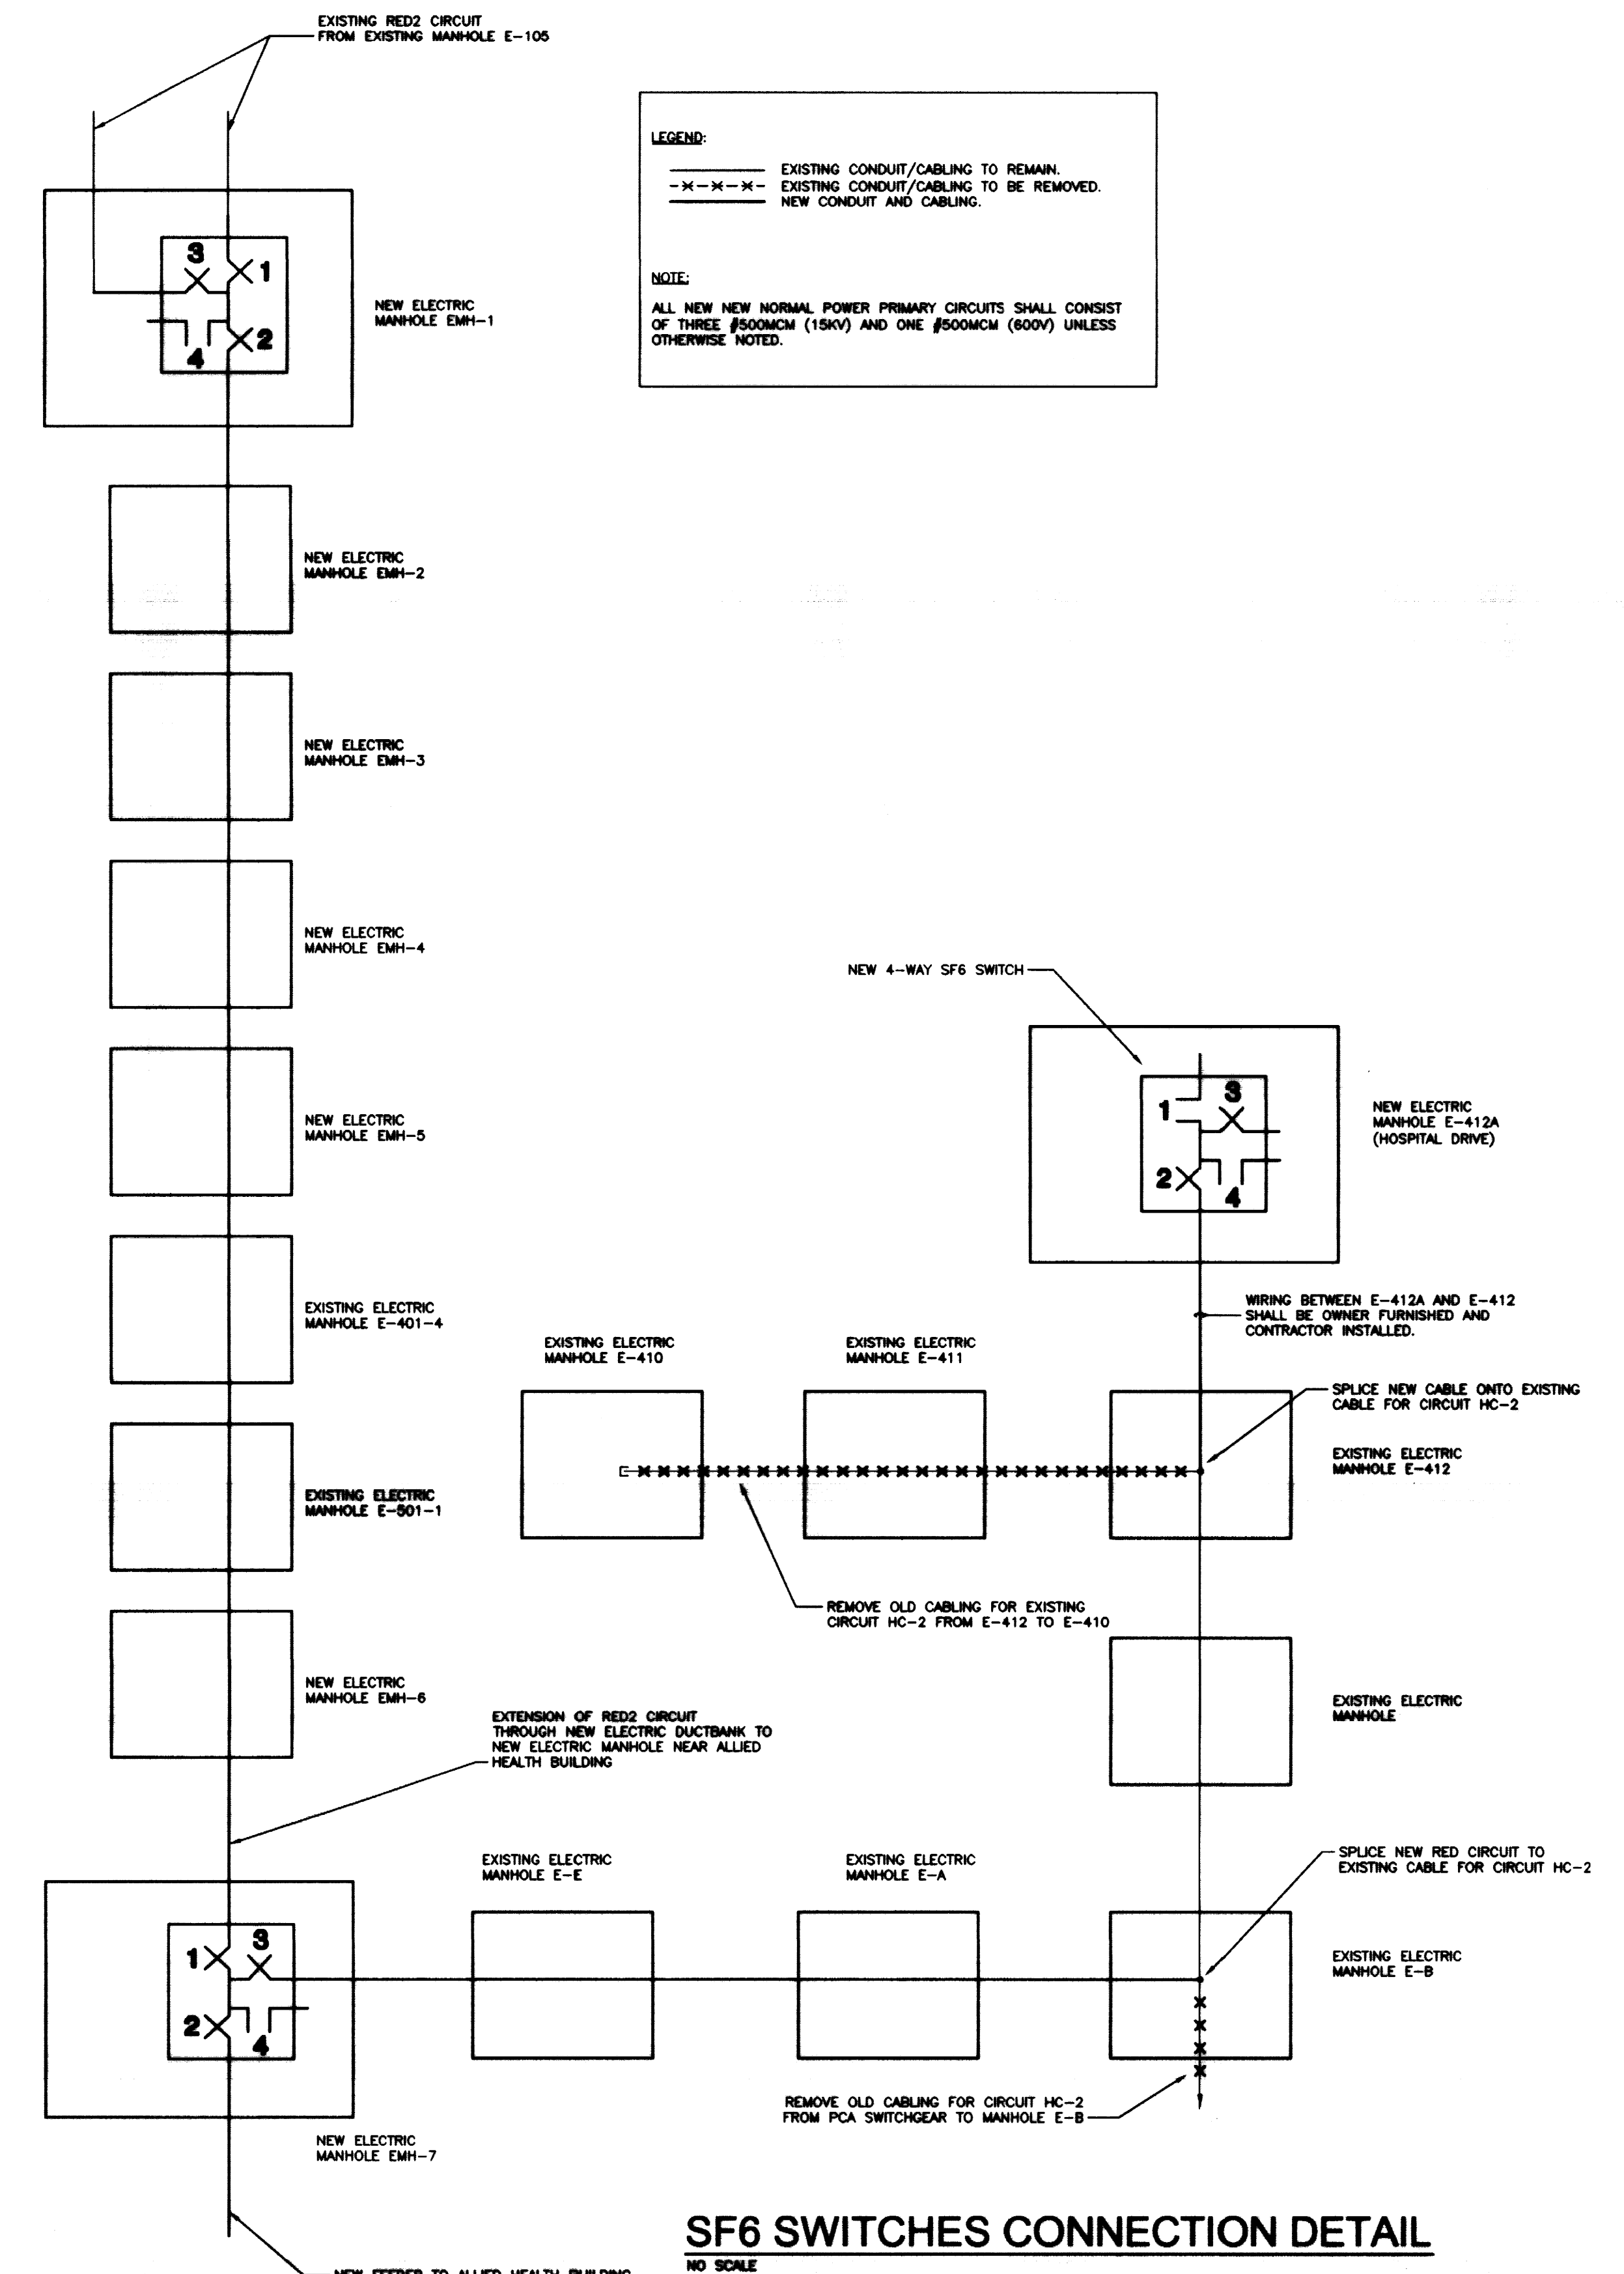 EXISTING RED2 CIRCUIT
FROM EXISTING MANHOLE E-105
LEGEND:
EXISTING CONDUIT/CABLING TO REMAIN.
EXISTING CONDUIT/CABLING TO BE REMOVED.
NEW CONDUIT AND CABLING.
NOTE:
ALL NEW NEW NORMAL POWER PRIMARY CIRCUITS SHALL CONSIST
OF THREE #500MCM (15KV) AND ONE #500MCM (600V) UNLESS
OTHERWISE NOTED.
3
1
2
4
NEW ELECTRIC
MANHOLE EMH-1
NEW ELECTRIC
MANHOLE EMH-2
NEW ELECTRIC
MANHOLE EMH-3
NEW ELECTRIC
MANHOLE EMH-4
NEW 4-WAY SF6 SWITCH
1
3
2
4
NEW ELECTRIC
MANHOLE E-412A
(HOSPITAL DRIVE)
NEW ELECTRIC
MANHOLE EMH-5
EXISTING ELECTRIC
MANHOLE E-401-4
WIRING BETWEEN E-412A AND E-412
SHALL BE OWNER FURNISHED AND
CONTRACTOR INSTALLED.
EXISTING ELECTRIC
MANHOLE E-410
EXISTING ELECTRIC
MANHOLE E-411
SPLICE NEW CABLE ONTO EXISTING
CABLE FOR CIRCUIT HC-2
EXISTING ELECTRIC
MANHOLE E-412
EXISTING ELECTRIC
MANHOLE E-501-1
REMOVE OLD CABLING FOR EXISTING
CIRCUIT HC-2 FROM E-412 TO E-410
NEW ELECTRIC
MANHOLE EMH-6
EXISTING ELECTRIC
MANHOLE
EXTENSION OF RED2 CIRCUIT
THROUGH NEW ELECTRIC DUCTBANK TO
NEW ELECTRIC MANHOLE NEAR ALLIED
HEALTH BUILDING
EXISTING ELECTRIC
MANHOLE E-E
EXISTING ELECTRIC
MANHOLE E-A
SPLICE NEW RED CIRCUIT TO
EXISTING CABLE FOR CIRCUIT HC-2
1
3
2
4
EXISTING ELECTRIC
MANHOLE E-B
REMOVE OLD CABLING FOR CIRCUIT HC-2
FROM PCA SWITCHGEAR TO MANHOLE E-B
NEW ELECTRIC
MANHOLE EMH-7
SF6 SWITCHES CONNECTION DETAIL
NO SCALE
NEW FEEDER TO ALLIED HEALTH BUILDING